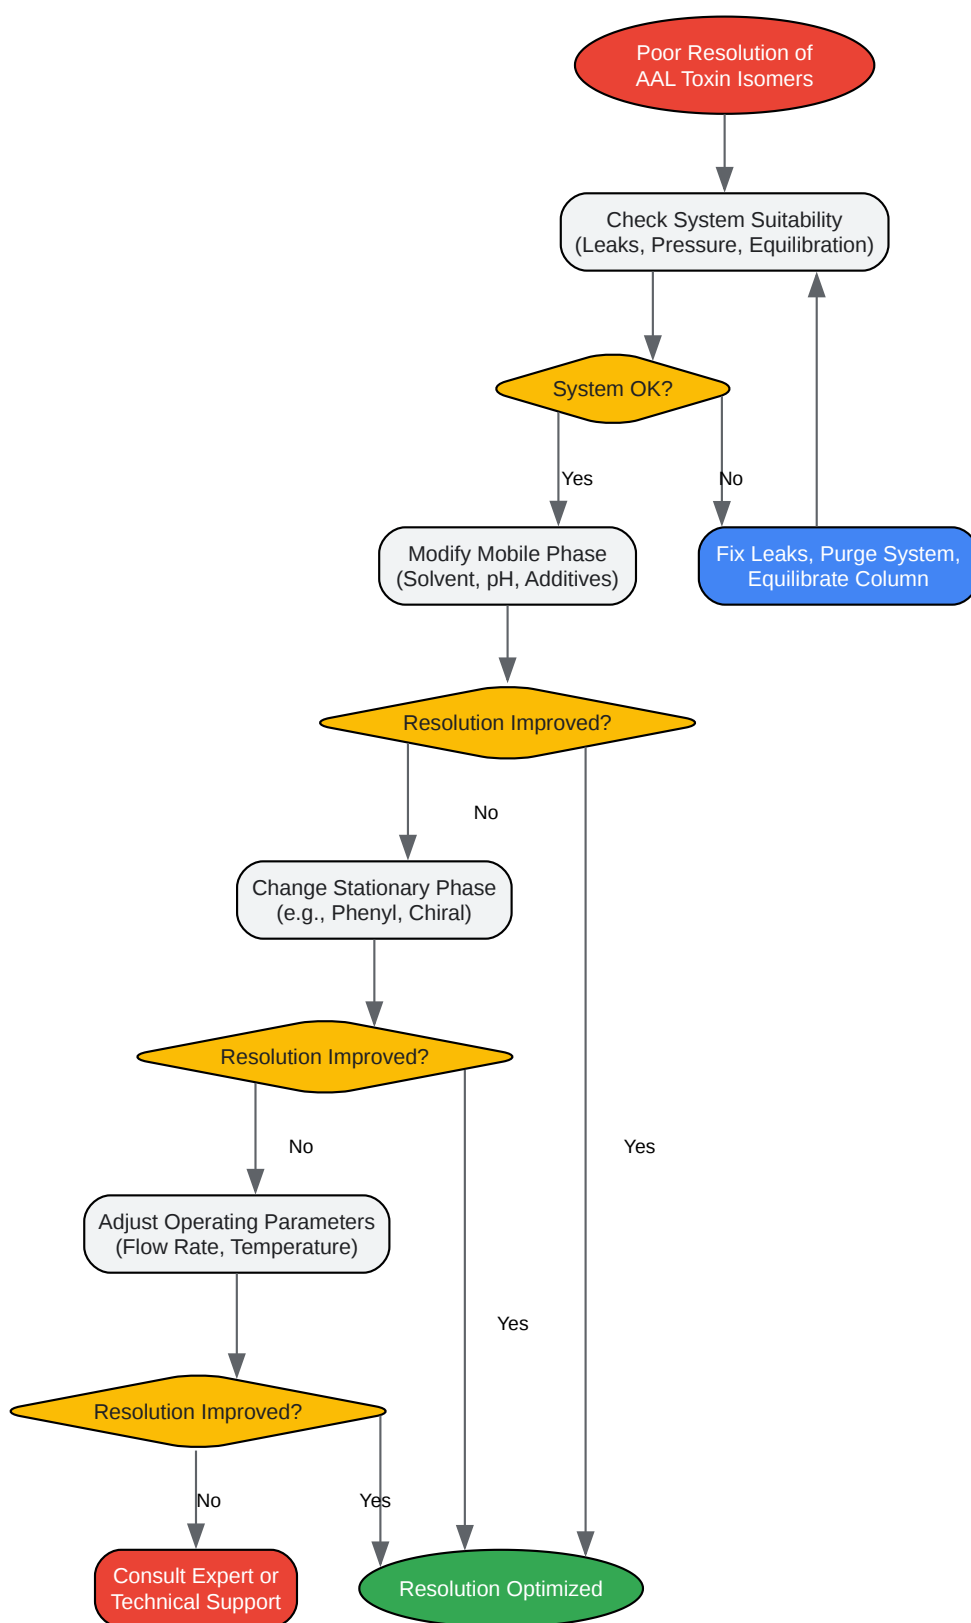 Poor Resolution of
AAL Toxin Isomers
Check System Suitability
(Leaks, Pressure, Equilibration)
System OK?
Yes
No
Modify Mobile Phase
(Solvent, pH, Additives)
Fix Leaks, Purge System,
Equilibrate Column
Resolution Improved?
No
Change Stationary Phase
(e.g., Phenyl, Chiral)
Resolution Improved?
No
Yes
Adjust Operating Parameters
(Flow Rate, Temperature)
Yes
Resolution Improved?
No
Yes
Consult Expert or
Technical Support
Resolution Optimized